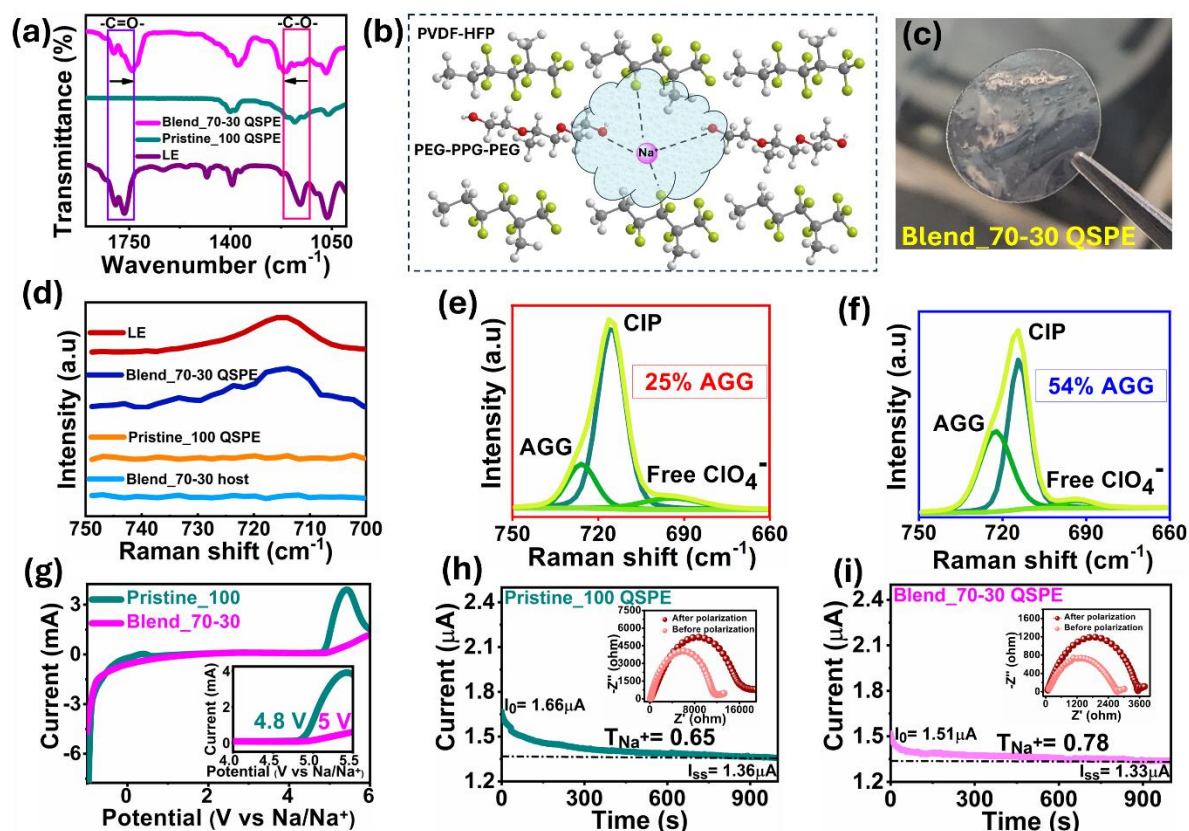 (a)
-C=O-
-C-O-
Transmittance (%)
Blend_70-30 QSPE
Pristine_100 QSPE
LE
1750
1400
1050
Wavenumber (cm-1)
(b)
PVDF-HFP
PEG-PPG-PEG
Na+
(c)
Blend_70-30 QSPE
(d)
Intensity (a.u)
LE
Blend_70-30 QSPE
Pristine_100 QSPE
Blend_70-30 host
750 740 730 720 710 700
Raman shift (cm-1)
(e)
Intensity (a.u)
CIP
25% AGG
AGG
Free ClO4-
750 720 690 660
Raman shift (cm-1)
(f)
Intensity (a.u)
CIP
54% AGG
AGG
Free ClO4-
750 720 690 660
Raman shift (cm-1)
(g)
Current (mA)
Pristine_100
Blend_70-30
3
0
-3
-6
Current (mA)
4
2
0
4.8 V
5 V
4.0 4.5 5.0 5.5
Potential (V vs Na/Na+)
0 2 4 6
Potential (V vs Na/Na+)
(h)
Current (μA)
2.4
2.1
1.8
1.5
1.2
Pristine_100 QSPE
After polarization
Before polarization
-Z'' (ohm)
7500
6000
4500
3000
1500
0
0 6000 12000 18000
Z' (ohm)
I0= 1.66μA
TNa+= 0.65
ISS= 1.36μA
0 300 600 900
Time (s)
(i)
Current (μA)
2.4
2.1
1.8
1.5
1.2
Blend_70-30 QSPE
After polarization
Before polarization
-Z'' (ohm)
1600
1200
800
400
0
0 1200 2400 3600
Z' (ohm)
I0= 1.51μA
TNa+= 0.78
ISS= 1.33μA
0 300 600 900
Time (s)